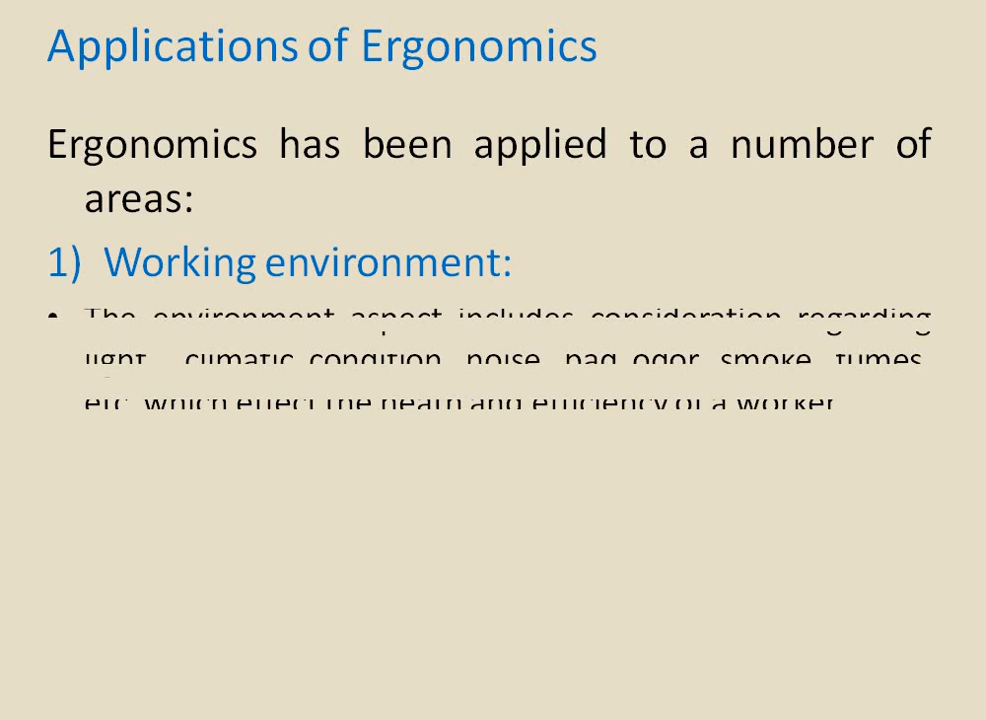 Applications of Ergonomics
Ergonomics has been applied to a number of
areas:
1) Working environment:
• The environment aspect includes consideration regarding
light, climatic condition, noise, bad odor, smoke, fumes,
etc. which effect the heath and efficiency of a worker